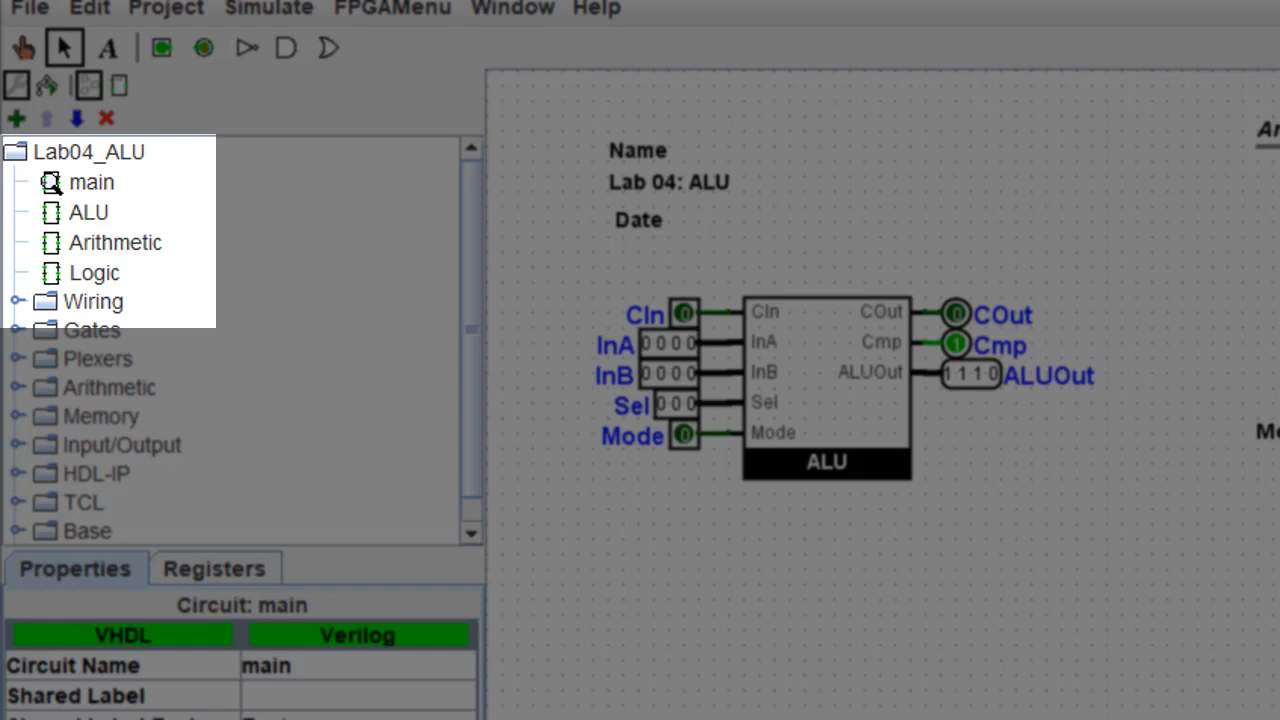 File Edit Project Simulate FPGAMenu Window Help
A
Lab04_ALU
main
ALU
Arithmetic
Logic
Wiring
Gates
Plexers
Arithmetic
Memory
Input/Output
HDL-IP
TCL
Base
Properties Registers
Circuit: main
VHDL Verilog
Circuit Name main
Shared Label
Name
Lab 04: ALU
Date
CIn 0 CIn COut 0 COut
InA 0 0 0 0 InA Cmp 1 Cmp
InB 0 0 0 0 InB ALUOut 1 1 1 0 ALUOut
Sel 0 0 0 Sel
Mode 0 Mode
ALU